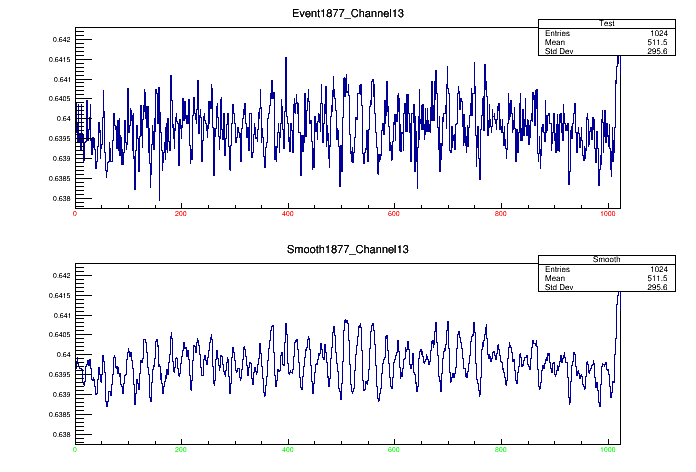 Event1877_Channel13
Test
Entries 1024
Mean 511.5
Std Dev 295.6
0.642
0.6415
0.641
0.6405
0.64
0.6395
0.639
0.6385
0.638
0 200 400 600 800 1000
Smooth1877_Channel13
Smooth
Entries 1024
Mean 511.5
Std Dev 295.6
0.642
0.6415
0.641
0.6405
0.64
0.6395
0.639
0.6385
0.638
0 200 400 600 800 1000